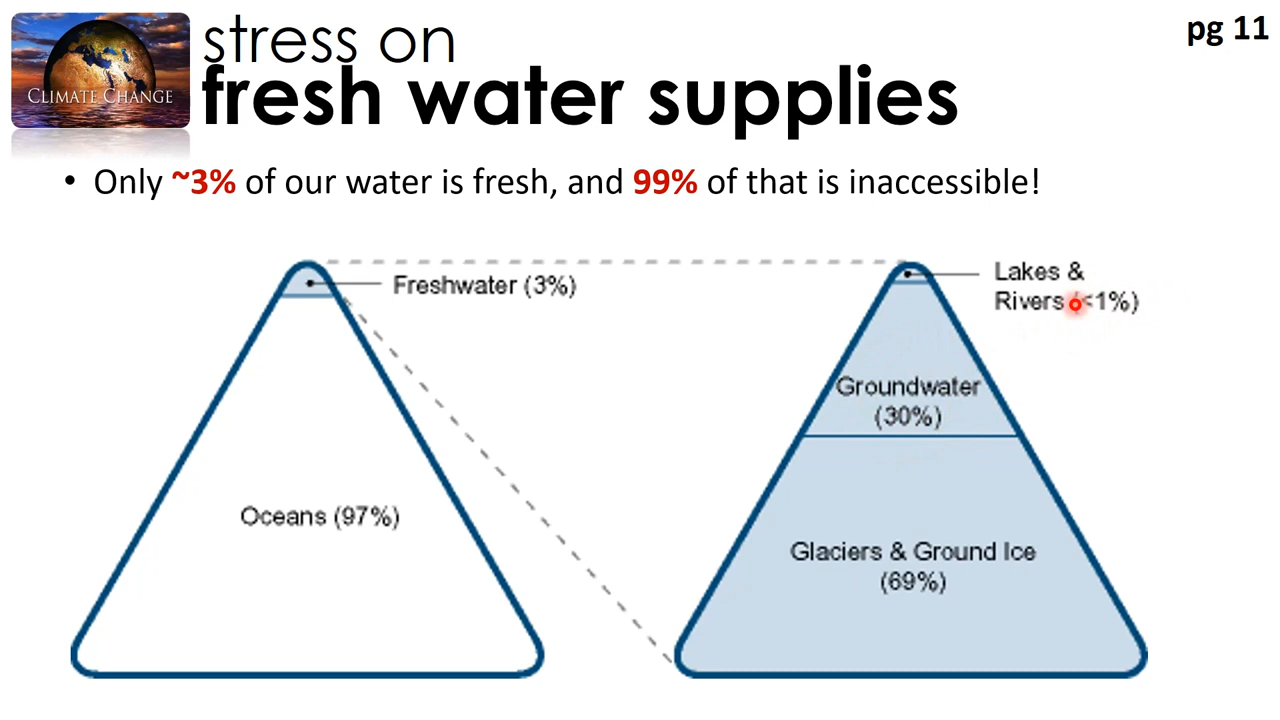 CLIMATE CHANGE
stress on
fresh water supplies
pg 11
• Only ~3% of our water is fresh, and 99% of that is inaccessible!
Freshwater (3%)
Oceans (97%)
Lakes &
Rivers (<1%)
Groundwater
(30%)
Glaciers & Ground Ice
(69%)